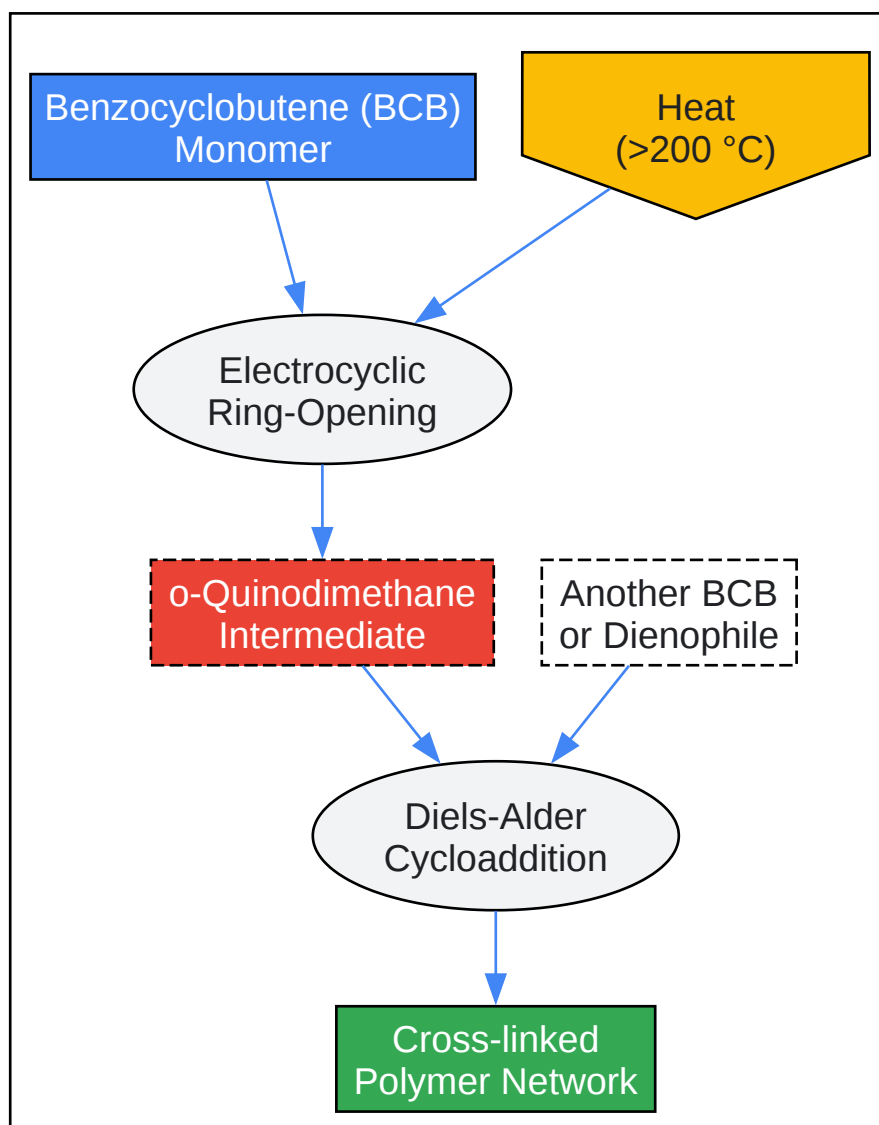 Benzocyclobutene (BCB)
Monomer
Heat
(>200 °C)
Electrocyclic
Ring-Opening
o-Quinodimethane
Intermediate
Another BCB
or Dienophile
Diels-Alder
Cycloaddition
Cross-linked
Polymer Network